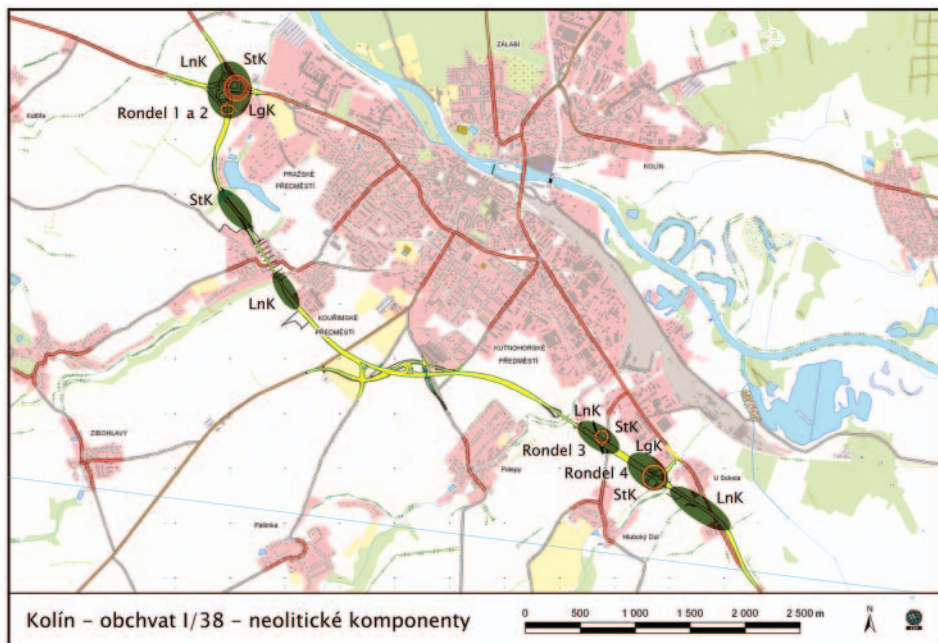 ZÁLABÍ
LnK
StK
Rondel 1 a 2
LgK
KOLÍN
PRAŽSKÉ
PŘEDMĚSTÍ
StK
LnK
KOUŘIMSKÉ
PŘEDMĚSTÍ
HUTNOHORSKÉ
PŘEDMĚSTÍ
LnK
StK
ZIBOHLAVY
Rondel 3
LgK
Polepy
Rondel 4
U Sokola
StK
LnK
Pašinka
Hluboký Důl
Kolín – obchvat I/38 – neolitické komponenty
0 500 1 000 1 500 2 000 2 500 m
N